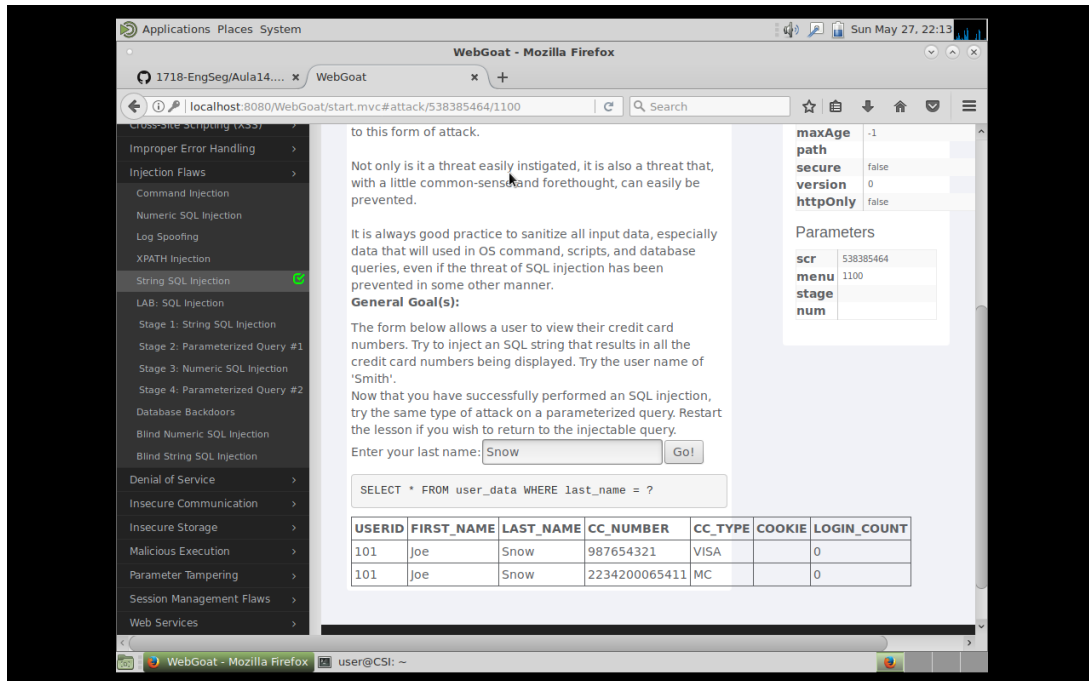 Applications Places System
Sun May 27, 22:13
WebGoat - Mozilla Firefox
1718-EngSeg/Aula14....
WebGoat
localhost:8080/WebGoat/start.mvc#attack/538385464/1100
Search
Cross-Site Scripting (XSS)
Improper Error Handling
Injection Flaws
Command Injection
Numeric SQL Injection
Log Spoofing
XPATH Injection
String SQL Injection
LAB: SQL Injection
Stage 1: String SQL Injection
Stage 2: Parameterized Query #1
Stage 3: Numeric SQL Injection
Stage 4: Parameterized Query #2
Database Backdoors
Blind Numeric SQL Injection
Blind String SQL Injection
Denial of Service
Insecure Communication
Insecure Storage
Malicious Execution
Parameter Tampering
Session Management Flaws
Web Services
to this form of attack.
Not only is it a threat easily instigated, it is also a threat that,
with a little common-sense and forethought, can easily be
prevented.
It is always good practice to sanitize all input data, especially
data that will used in OS command, scripts, and database
queries, even if the threat of SQL injection has been
prevented in some other manner.
General Goal(s):
The form below allows a user to view their credit card
numbers. Try to inject an SQL string that results in all the
credit card numbers being displayed. Try the user name of
'Smith'.
Now that you have successfully performed an SQL injection,
try the same type of attack on a parameterized query. Restart
the lesson if you wish to return to the injectable query.
Enter your last name: Snow Go!
SELECT * FROM user_data WHERE last_name = ?
USERID FIRST_NAME LAST_NAME CC_NUMBER CC_TYPE COOKIE LOGIN_COUNT
101 Joe Snow 987654321 VISA 0
101 Joe Snow 2234200065411 MC 0
maxAge -1
path
secure false
version 0
httpOnly false
Parameters
scr 538385464
menu 1100
stage
num
WebGoat - Mozilla Firefox
user@CSI: ~